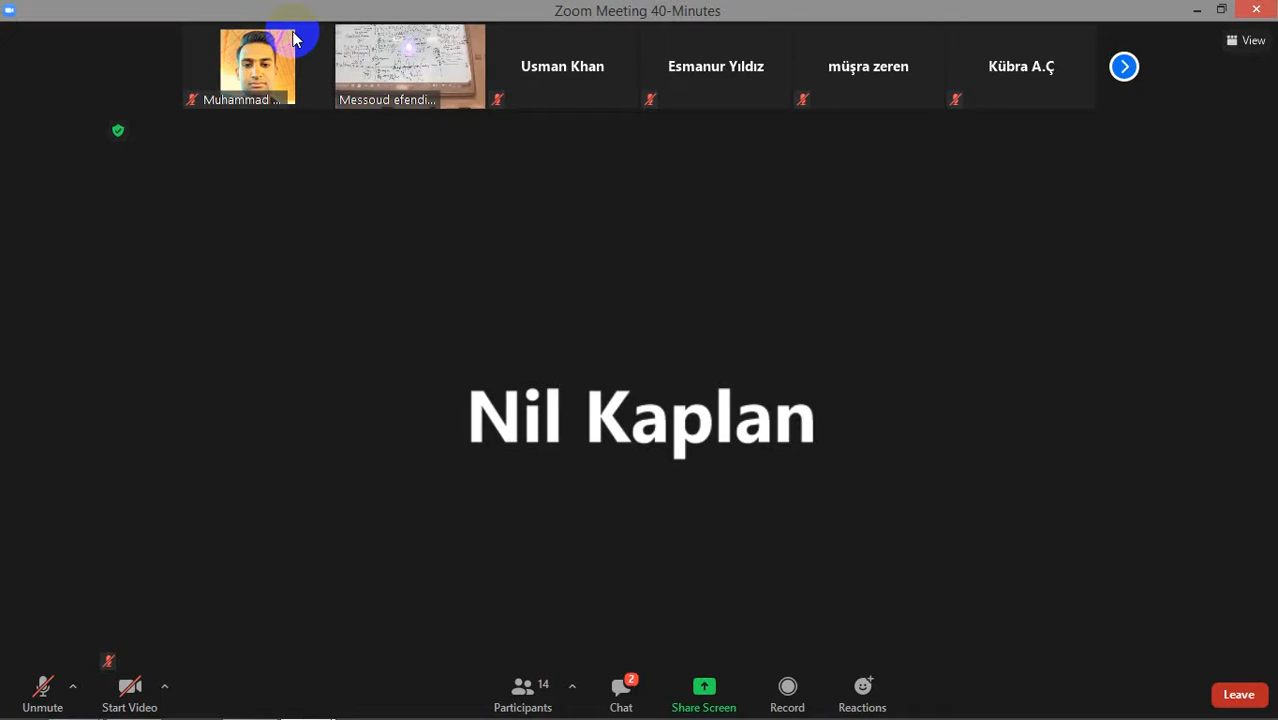 Zoom Meeting 40-Minutes
View
Muhammad ...
Messoud efendi...
Usman Khan
Esmanur Yıldız
müşra zeren
Kübra A.Ç
Nil Kaplan
Unmute
Start Video
14
Participants
2
Chat
Share Screen
Record
Reactions
Leave